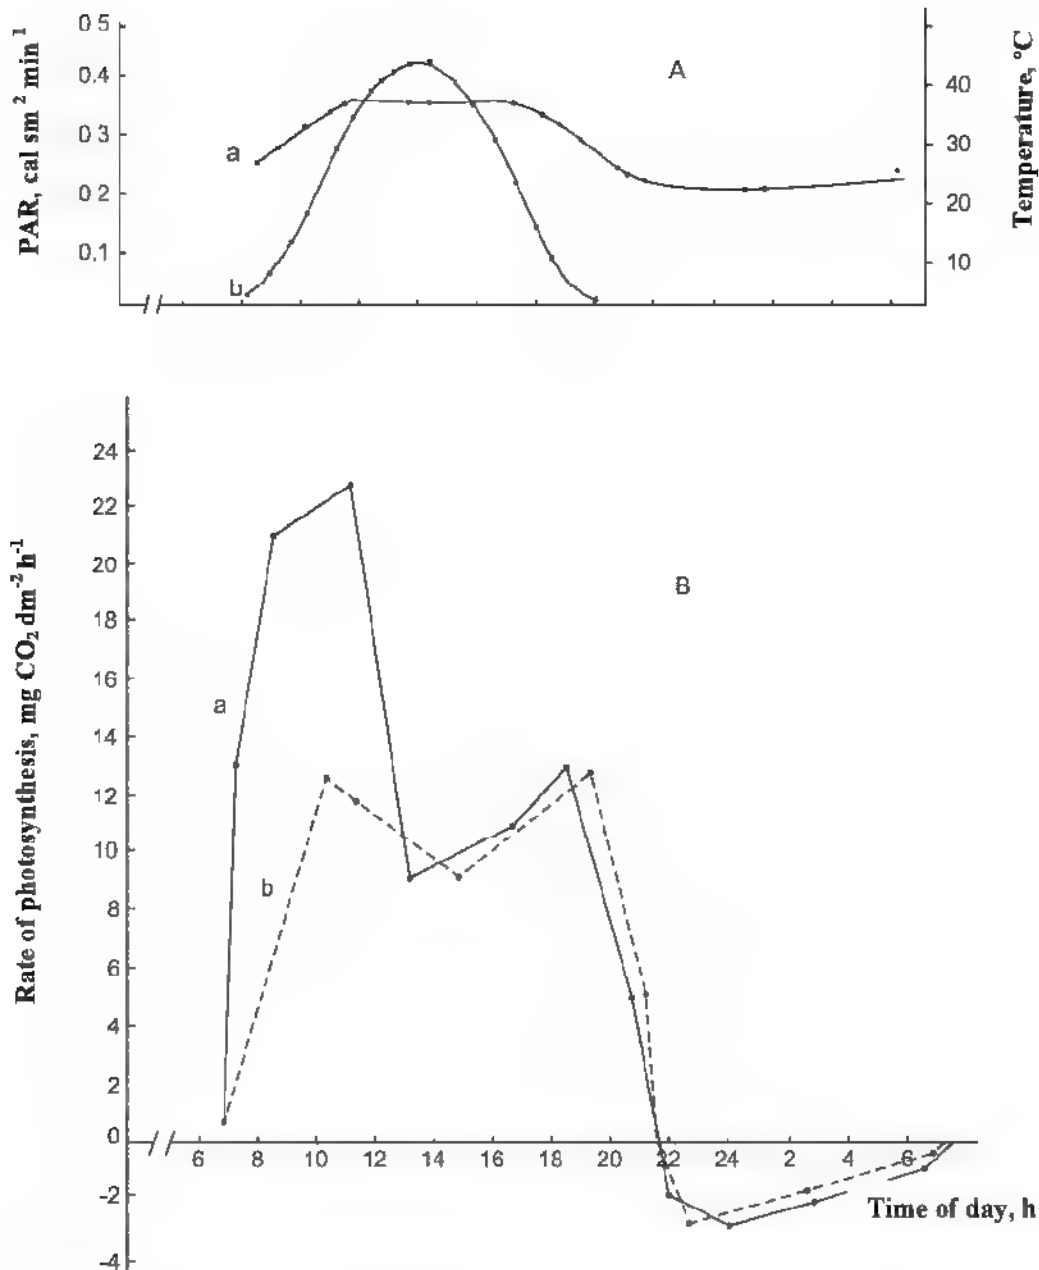 PAR, cal sm 2 min 1
0 5
0.4
0 3
0 2
0.1
a
b
A
40
30
20
10
Temperature, °C
Rate of photosynthesis, mg CO₂ dm⁻² h⁻¹
24
22
20
18
16
14
12
10
8
6
4
2
0
-2
-4
a
b
B
6 8 10 12 14 16 18 20 22 24 2 4 6
Time of day, h